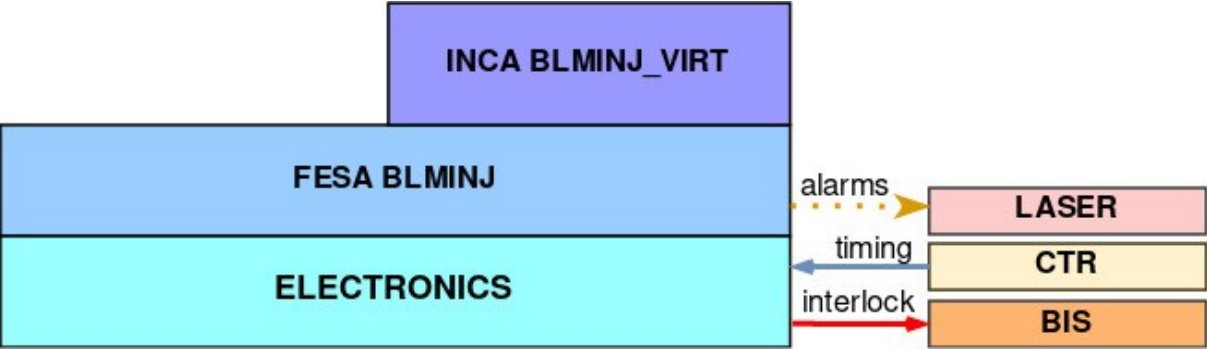 INCA BLMINJ_VIRT
FESA BLMINJ
alarms
LASER
timing
CTR
ELECTRONICS
interlock
BIS